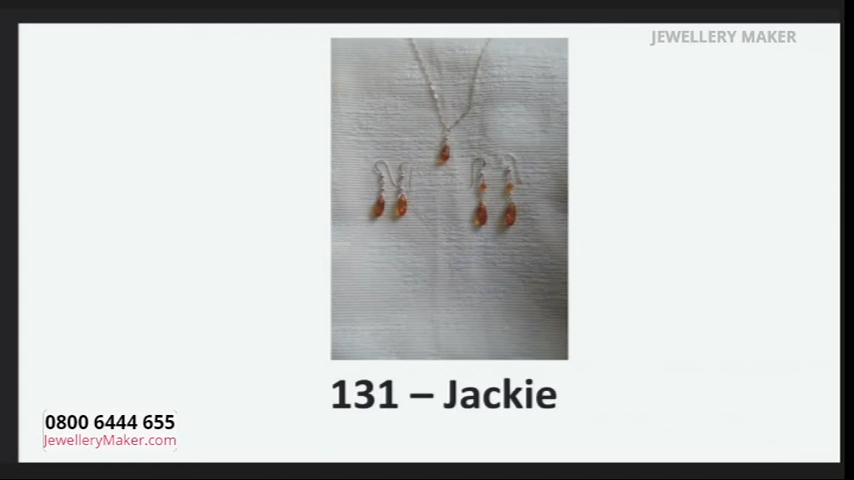 JEWELLERY MAKER
131 – Jackie
0800 6444 655
JewelleryMaker.com